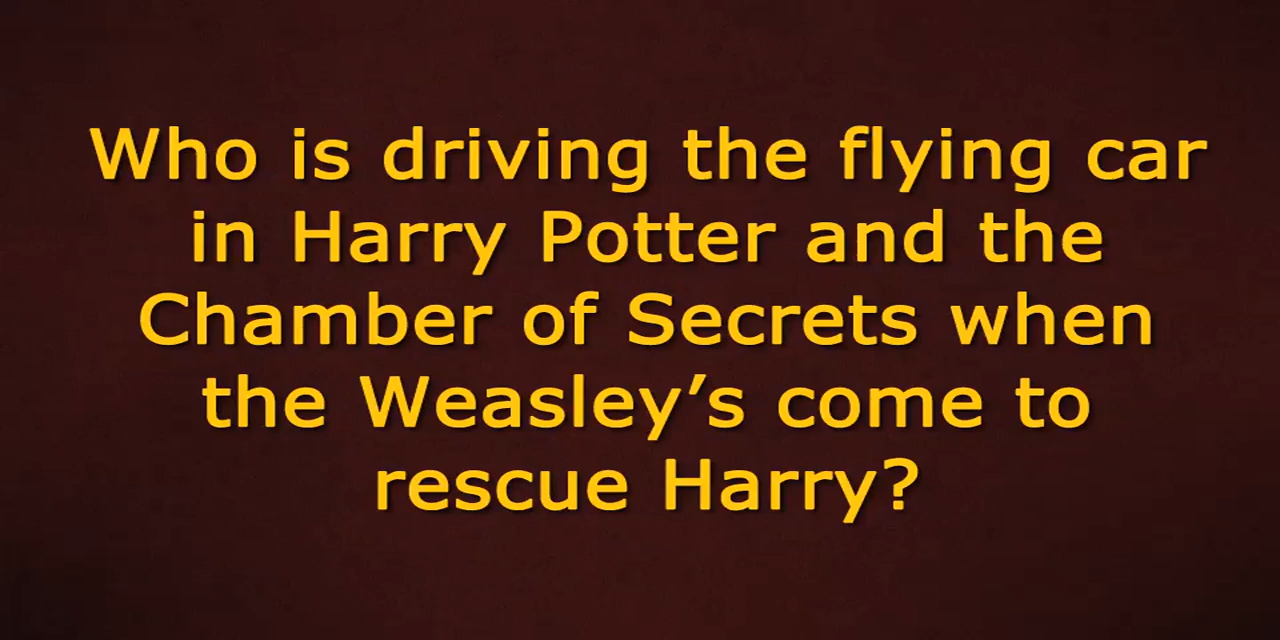 Who is driving the flying car
in Harry Potter and the
Chamber of Secrets when
the Weasley’s come to
rescue Harry?